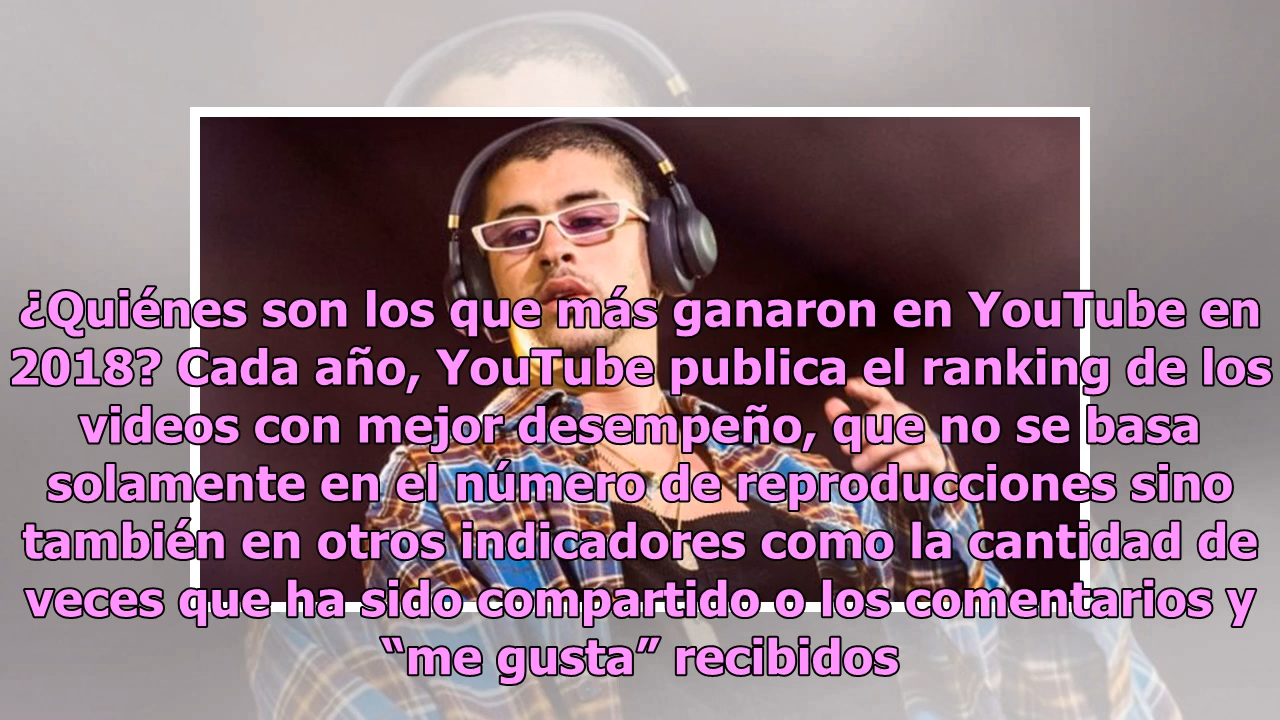 ¿Quiénes son los que más ganaron en YouTube en
2018? Cada año, YouTube publica el ranking de los
videos con mejor desempeño, que no se basa
solamente en el número de reproducciones sino
también en otros indicadores como la cantidad de
veces que ha sido compartido o los comentarios y
“me gusta” recibidos